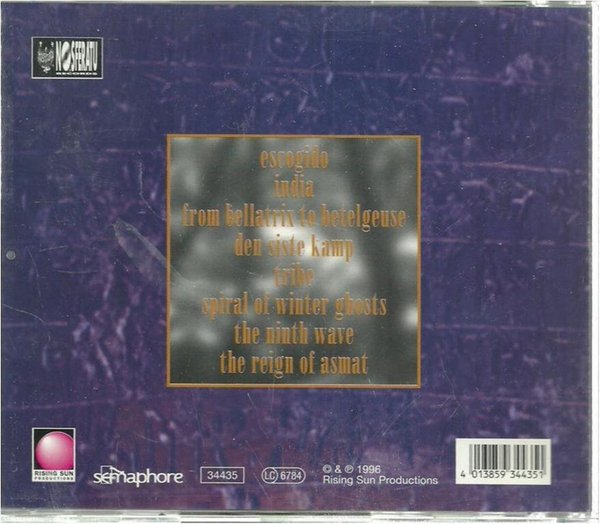 NOSFERATU
RECORDS
escogido
india
from bellatrix to betelgeuse
den siste kamp
tribe
spiral of winter ghosts
the ninth wave
the reign of asmat
RISING SUN
PRODUCTIONS
semaphore
34435
LC 6784
© & ℗ 1996
Rising Sun Productions
4 013859 344351